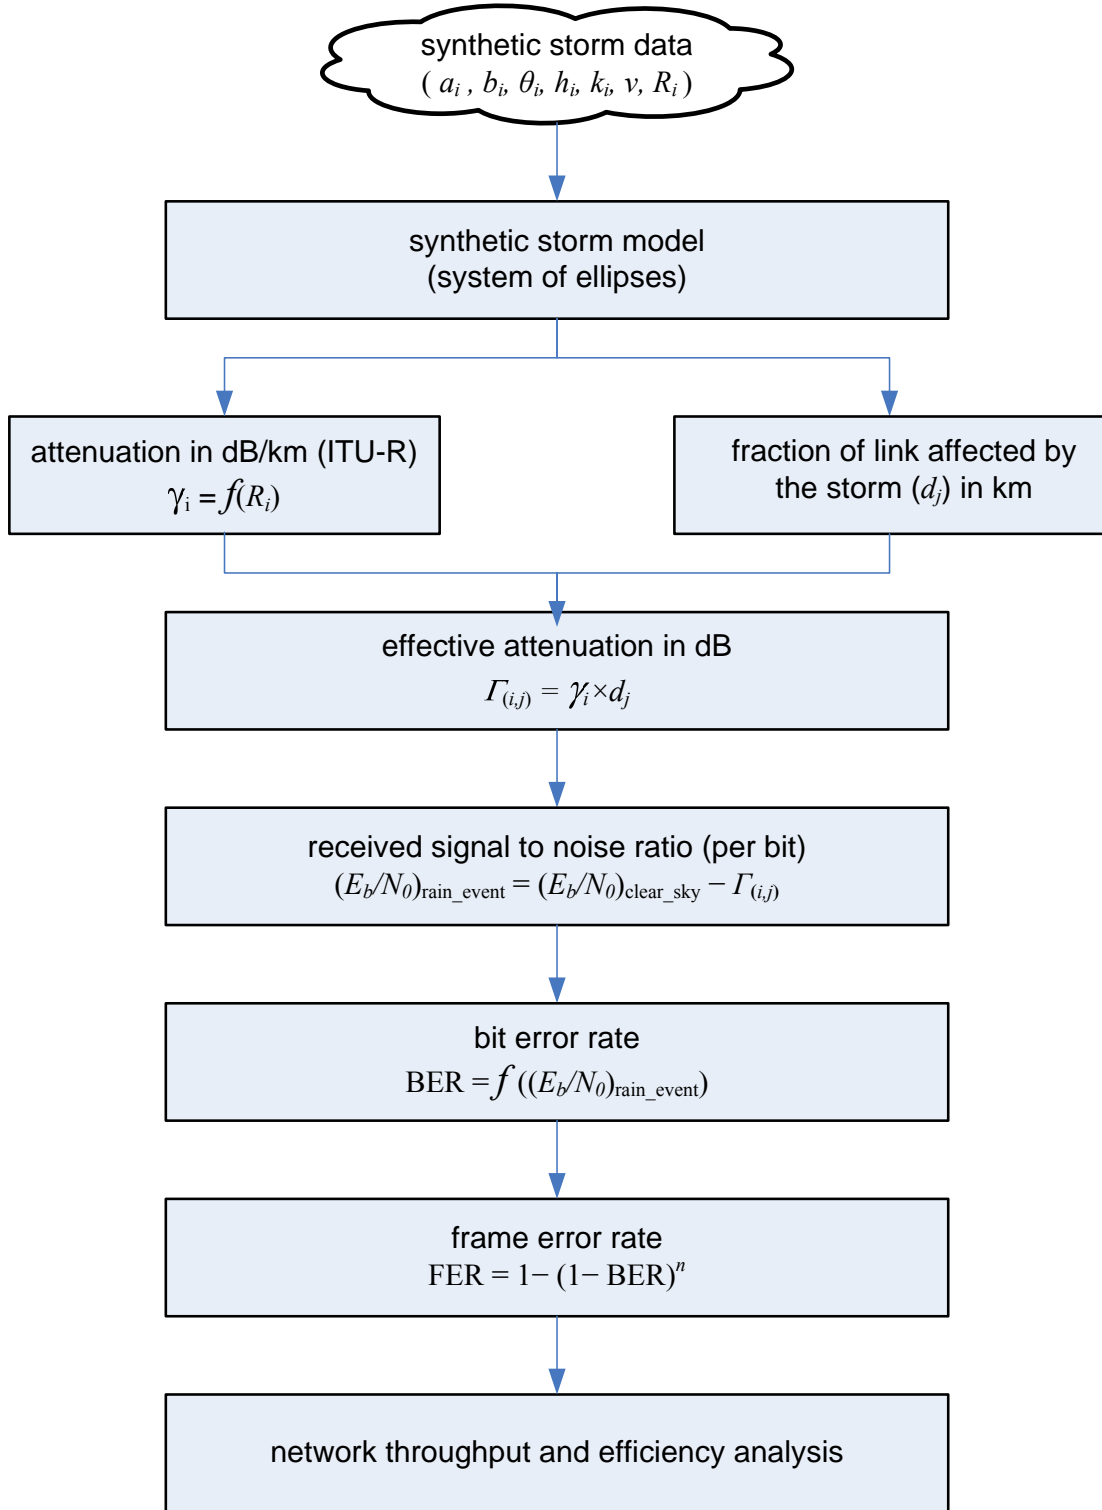 synthetic storm data
( aᵢ , bᵢ, θᵢ, hᵢ, kᵢ, v, Rᵢ )
synthetic storm model
(system of ellipses)
attenuation in dB/km (ITU-R)
γᵢ = f(Rᵢ)
fraction of link affected by
the storm (dⱼ) in km
effective attenuation in dB
Γ₍ᵢ,ⱼ₎ = γᵢ×dⱼ
received signal to noise ratio (per bit)
(E_b/N₀)rain_event = (E_b/N₀)clear_sky − Γ₍ᵢ,ⱼ₎
bit error rate
BER = f ((E_b/N₀)rain_event)
frame error rate
FER = 1− (1− BER)ⁿ
network throughput and efficiency analysis